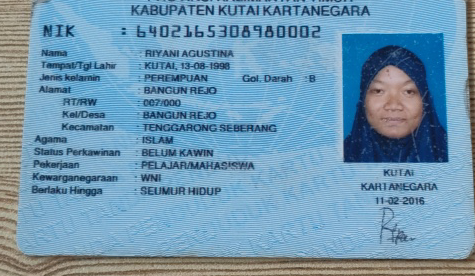 KABUPATEN KUTAI KARTANEGARA
NIK : 6402165308980002
Nama : RIYANI AGUSTINA
Tempat/Tgl Lahir : KUTAI, 13-08-1998
Jenis kelamin : PEREMPUAN Gol. Darah : B
Alamat : BANGUN REJO
RT/RW : 007/000
Kel/Desa : BANGUN REJO
Kecamatan : TENGGARONG SEBERANG
Agama : ISLAM
Status Perkawinan : BELUM KAWIN
Pekerjaan : PELAJAR/MAHASISWA
Kewarganegaraan : WNI
Berlaku Hingga : SEUMUR HIDUP
KUTAI
KARTANEGARA
11-02-2016